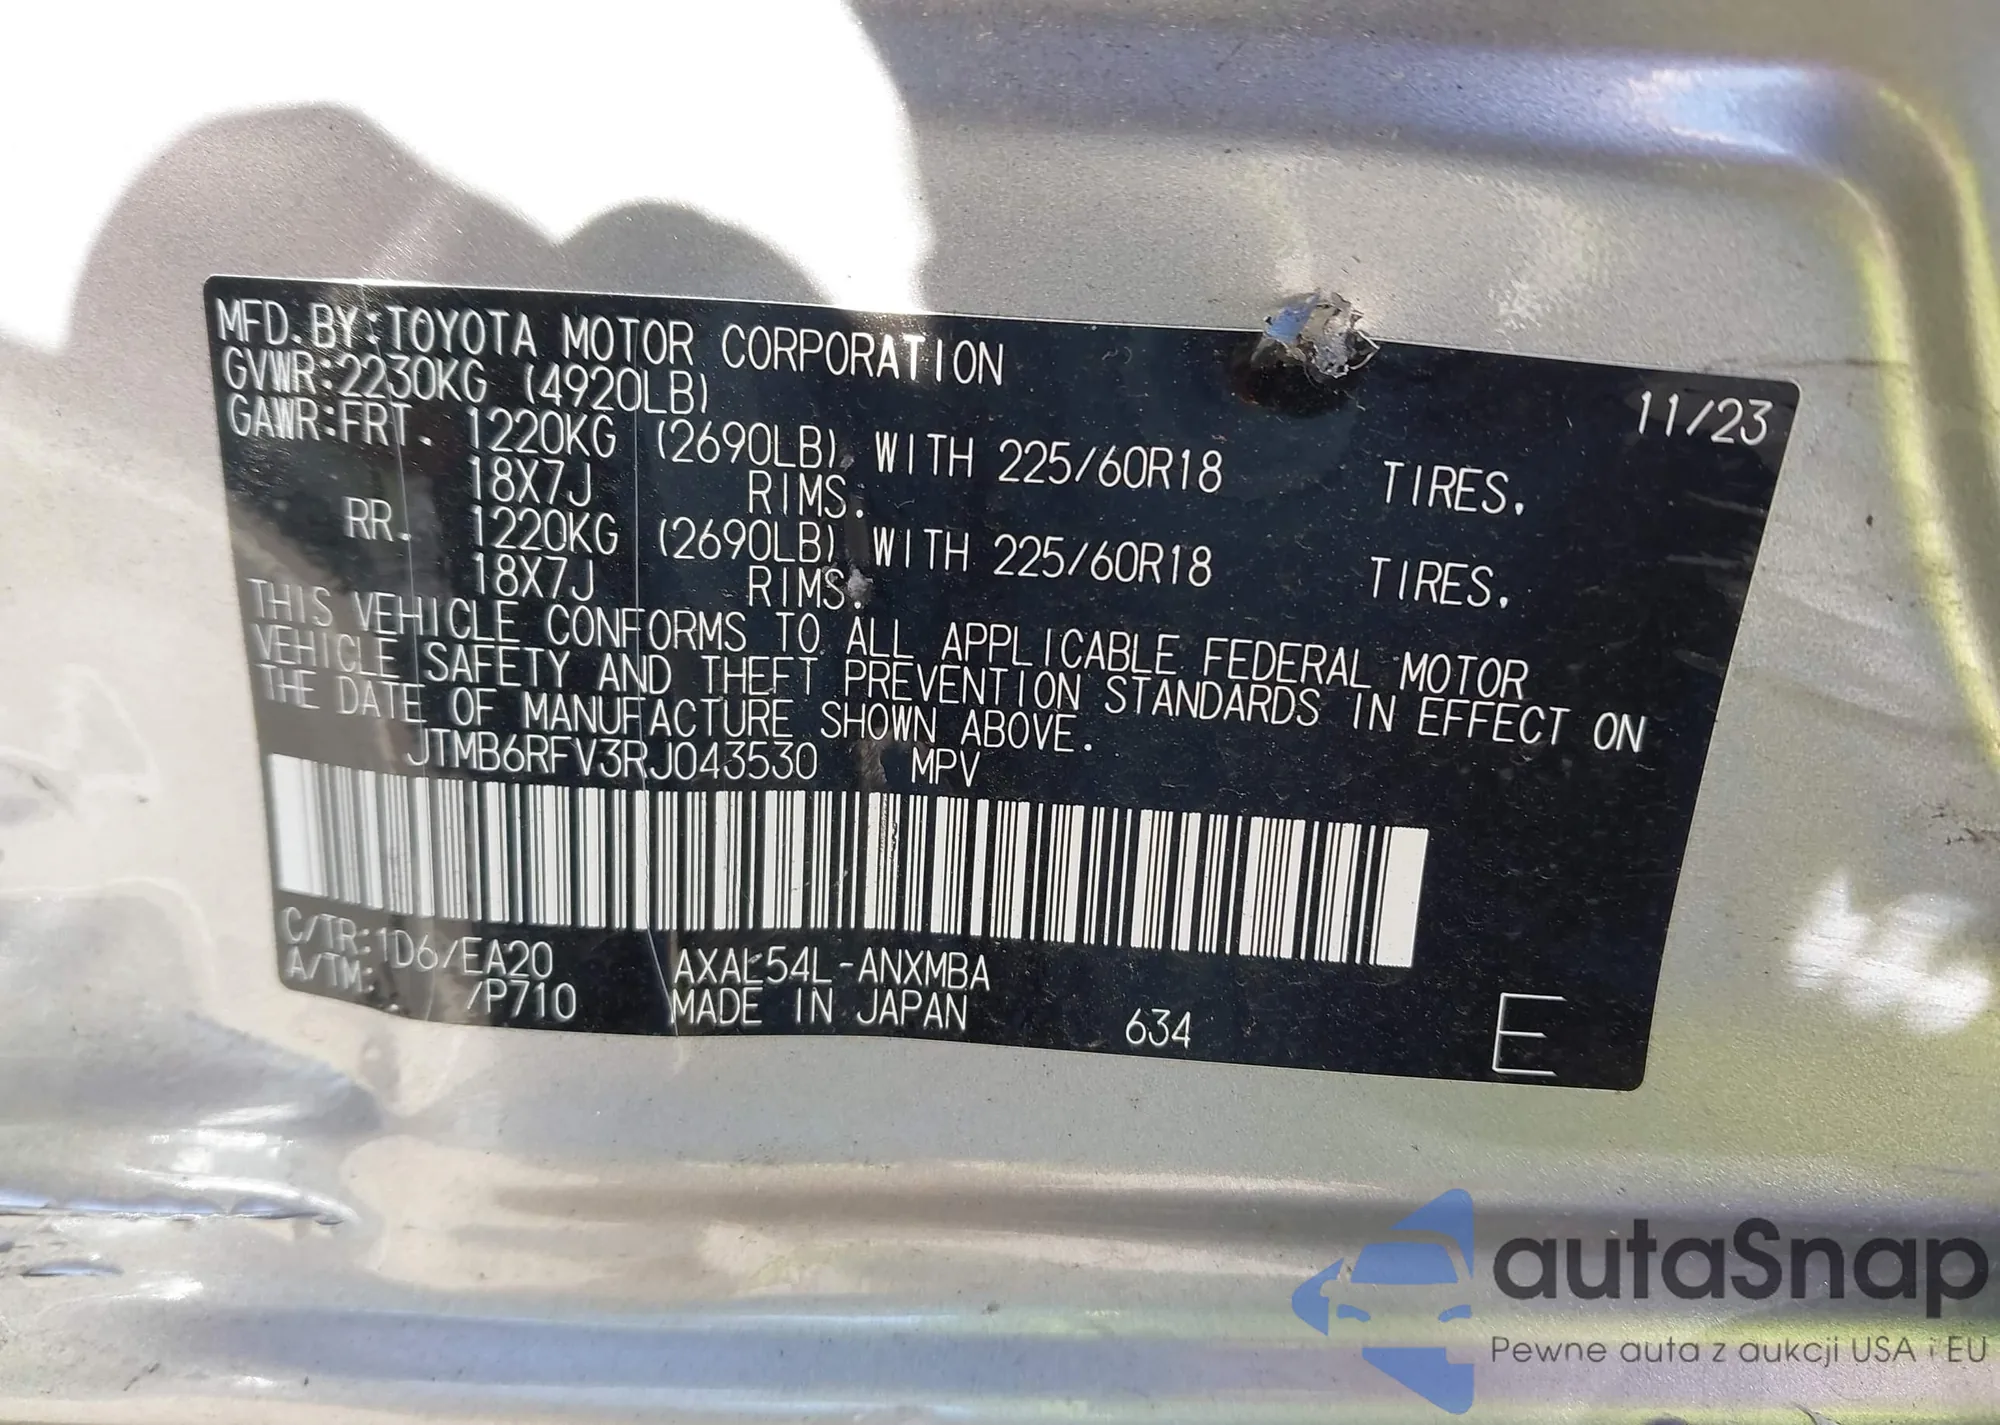 MFD. BY:TOYOTA MOTOR CORPORATION 11/23
GVWR:2230KG (4920LB)
GAWR:FRT. 1220KG (2690LB) WITH 225/60R18 TIRES,
18X7J RIMS.
RR. 1220KG (2690LB) WITH 225/60R18 TIRES,
18X7J RIMS.
THIS VEHICLE CONFORMS TO ALL APPLICABLE FEDERAL MOTOR
VEHICLE SAFETY AND THEFT PREVENTION STANDARDS IN EFFECT ON
THE DATE OF MANUFACTURE SHOWN ABOVE.
JTMB6RFV3RJ043530 MPV
C/TR:1D6/EA20 AXAL54L-ANXMBA
A/TM: /P710 MADE IN JAPAN 634 E
autaSnap
Pewne auta z aukcji USA i EU